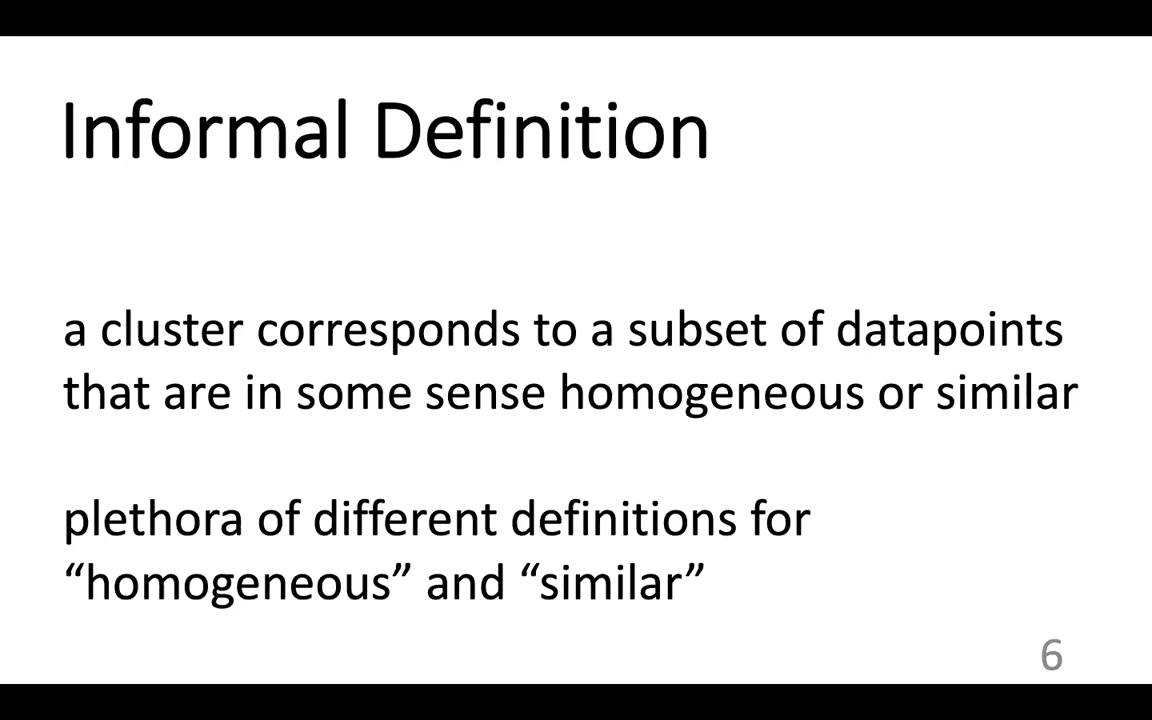 Informal Definition
a cluster corresponds to a subset of datapoints
that are in some sense homogeneous or similar
plethora of different definitions for
“homogeneous” and “similar”
6